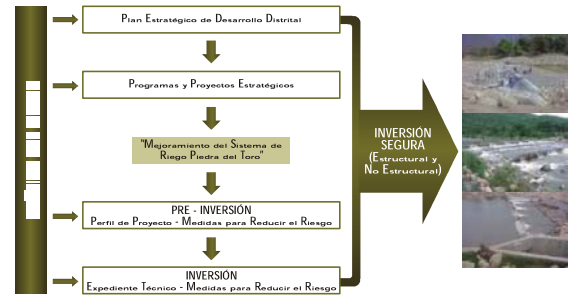 Plan Estratégico de Desarrollo Distrital
Programas y Proyectos Estratégicos
"Mejoramiento del Sistema de
Riego Piedra del Toro"
PRE - INVERSIÓN
Perfil de Proyecto - Medidas para Reducir el Riesgo
INVERSIÓN
Expediente Técnico - Medidas para Reducir el Riesgo
INVERSIÓN
SEGURA
(Estructural y
No Estructural)